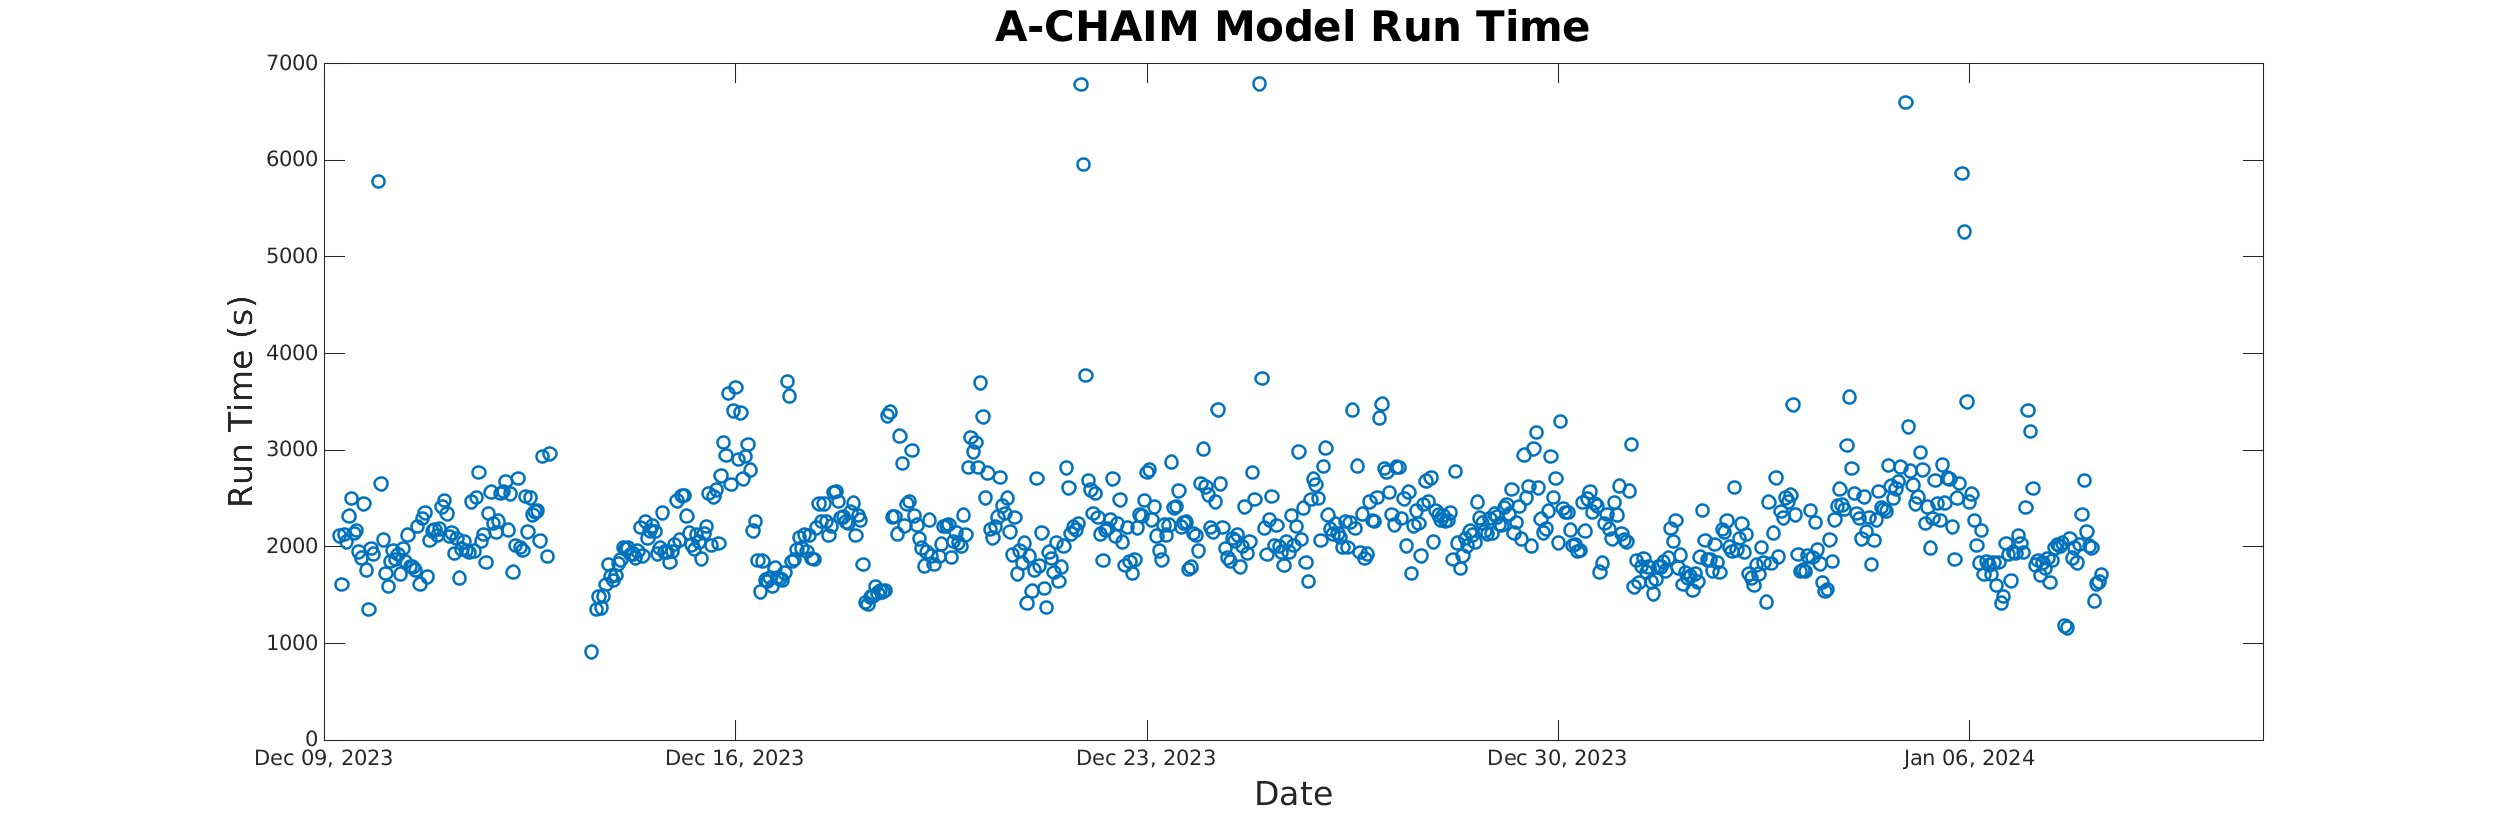 A-CHAIM Model Run Time
Run Time (s)
7000
6000
5000
4000
3000
2000
1000
0
Dec 09, 2023 Dec 16, 2023 Dec 23, 2023 Dec 30, 2023 Jan 06, 2024
Date